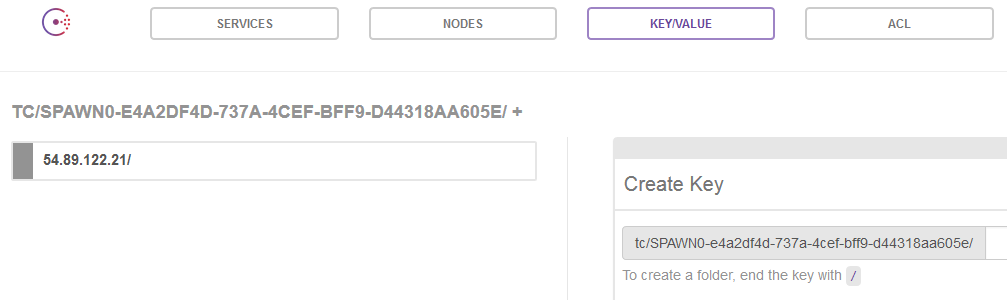 SERVICES NODES KEY/VALUE ACL
TC/SPAWN0-E4A2DF4D-737A-4CEF-BFF9-D44318AA605E/ +
54.89.122.21/
Create Key
tc/SPAWN0-e4a2df4d-737a-4cef-bff9-d44318aa605e/
To create a folder, end the key with /